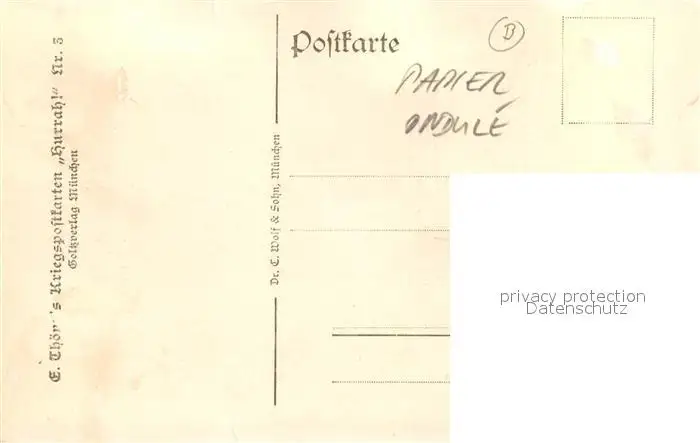 E. Thöny's Kriegspostkarten „Hurrah!" Nr. 3
Goltzverlag München
Dr. C. Wolf & Sohn, München
Postkarte
B
PAPIER
ONDULÉ
privacy protection
Datenschutz